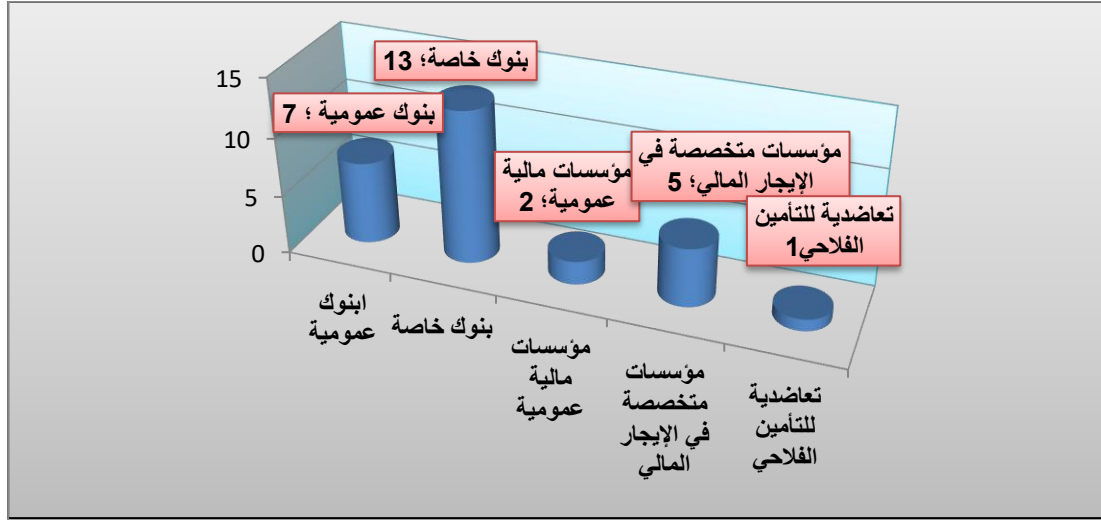 15
10
5
0
بنوك عمومية ؛ 7
بنوك خاصة؛ 13
مؤسسات مالية
عمومية؛ 2
مؤسسات متخصصة في
الإيجار المالي؛ 5
تعاضدية للتأمين
الفلاحي1
ابنوك
عمومية
بنوك خاصة
مؤسسات
مالية
عمومية
مؤسسات
متخصصة
في الإيجار
المالي
تعاضدية
للتأمين
الفلاحي